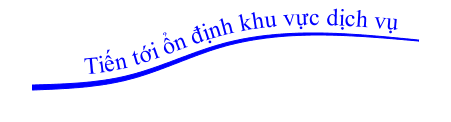 Tiến tới ổn định khu vực dịch vụ